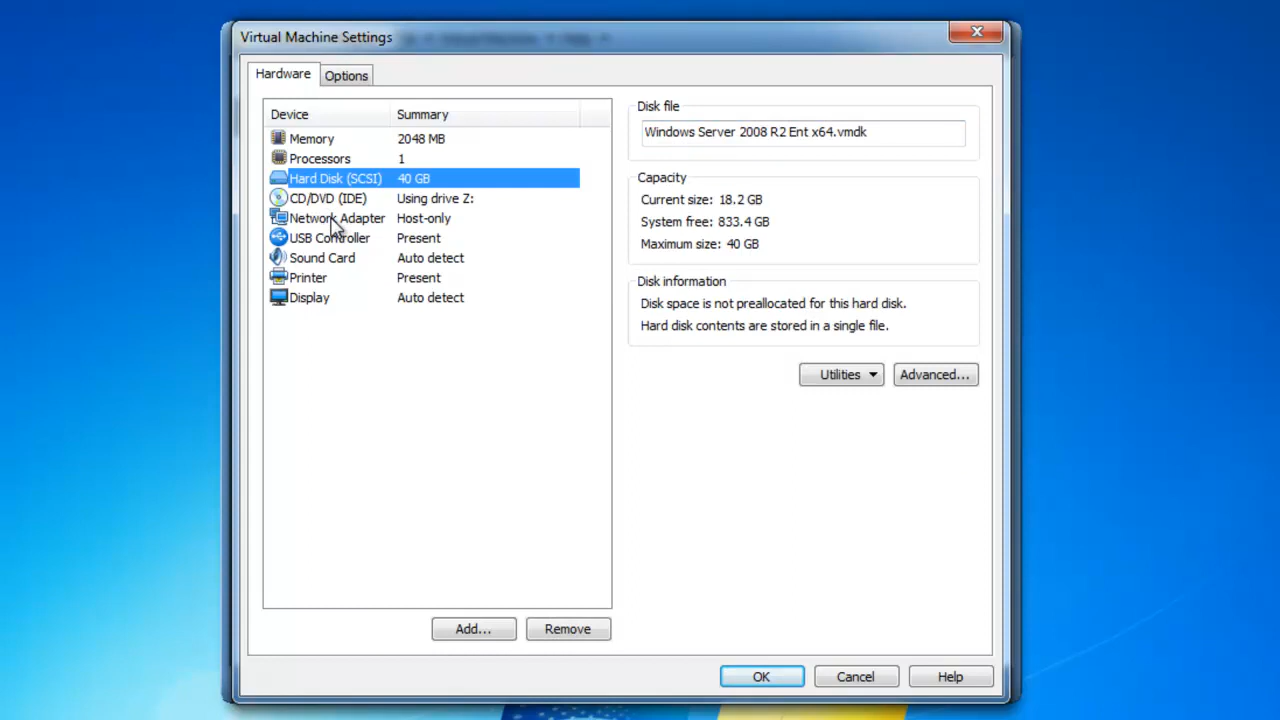 Virtual Machine Settings
Hardware
Options
Device Summary
Memory 2048 MB
Processors 1
Hard Disk (SCSI) 40 GB
CD/DVD (IDE) Using drive Z:
Network Adapter Host-only
USB Controller Present
Sound Card Auto detect
Printer Present
Display Auto detect
Add...
Remove
Disk file
Windows Server 2008 R2 Ent x64.vmdk
Capacity
Current size: 18.2 GB
System free: 833.4 GB
Maximum size: 40 GB
Disk information
Disk space is not preallocated for this hard disk.
Hard disk contents are stored in a single file.
Utilities
Advanced...
OK
Cancel
Help